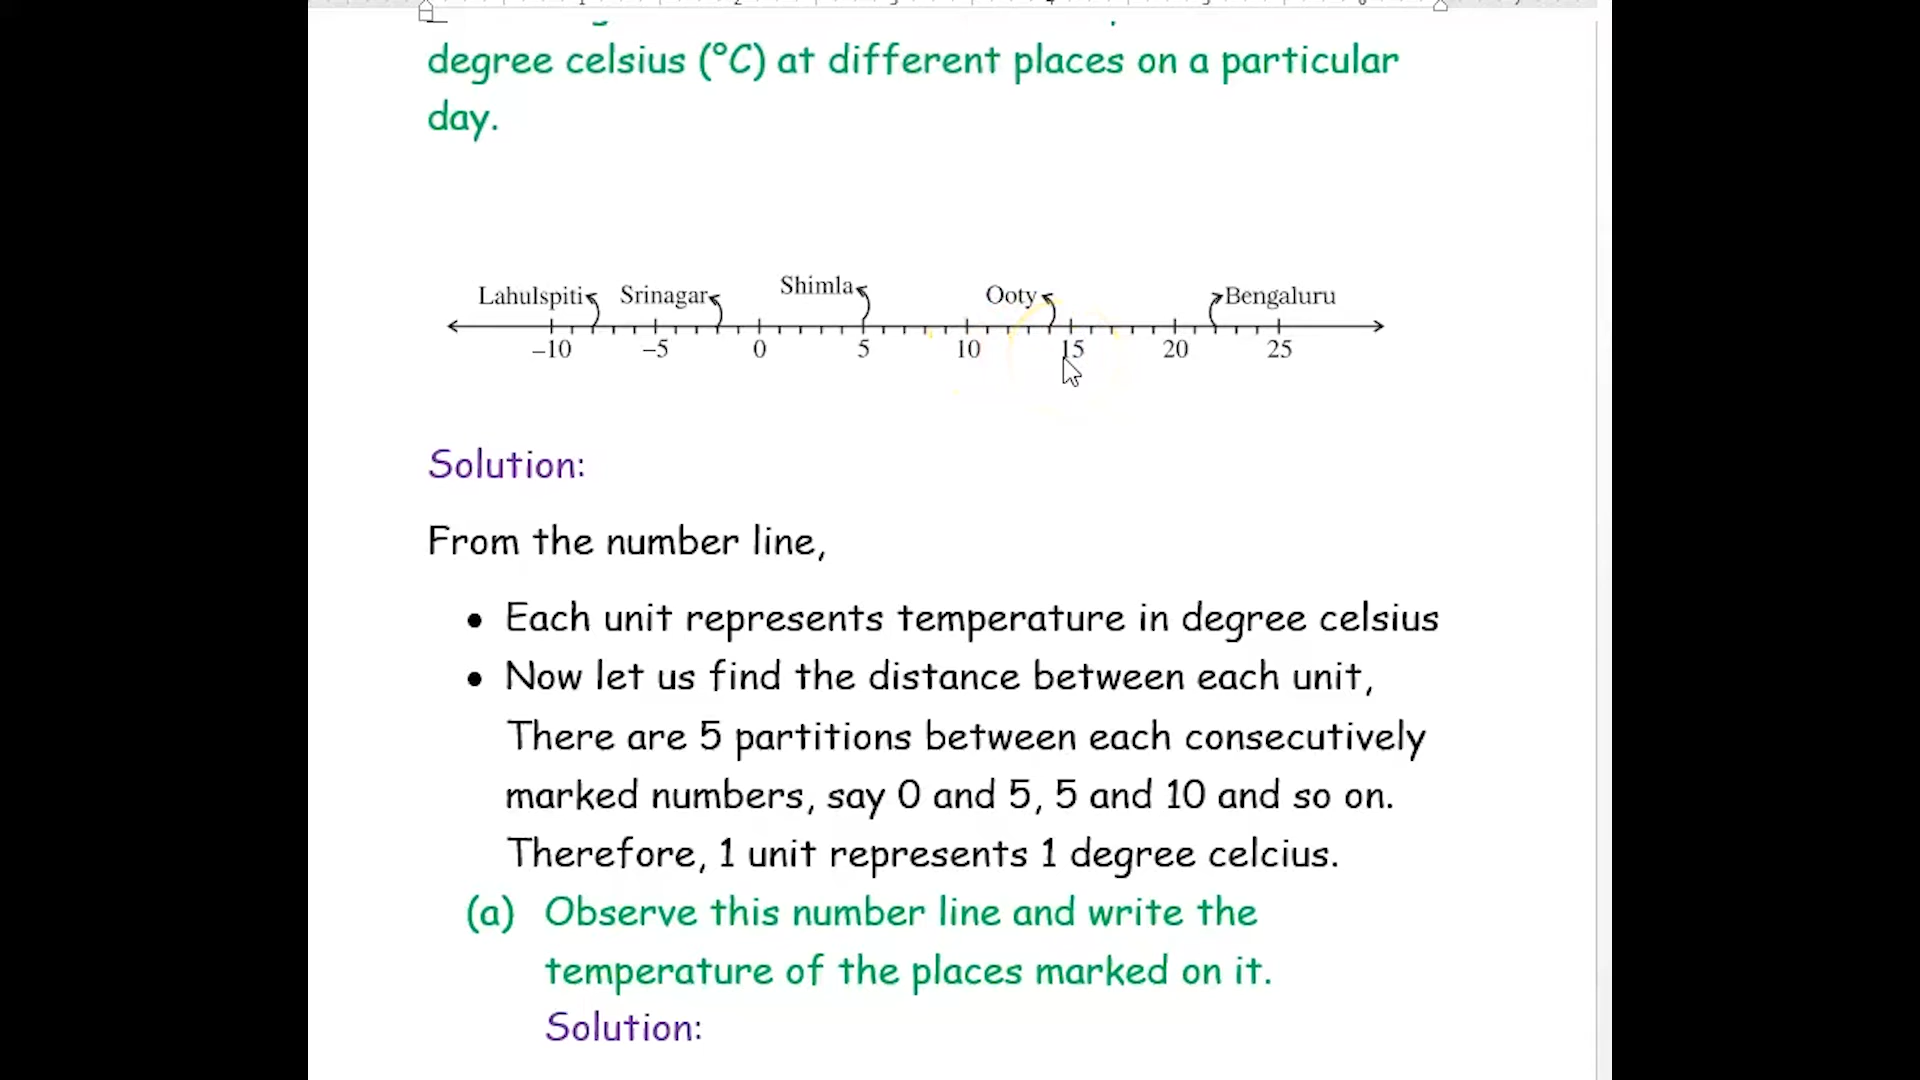 degree celsius (°C) at different places on a particular
day.
Lahulspiti Srinagar Shimla Ooty Bengaluru
–10 –5 0 5 10 15 20 25
Solution:
From the number line,
• Each unit represents temperature in degree celsius
• Now let us find the distance between each unit,
There are 5 partitions between each consecutively
marked numbers, say 0 and 5, 5 and 10 and so on.
Therefore, 1 unit represents 1 degree celcius.
(a) Observe this number line and write the
temperature of the places marked on it.
Solution: